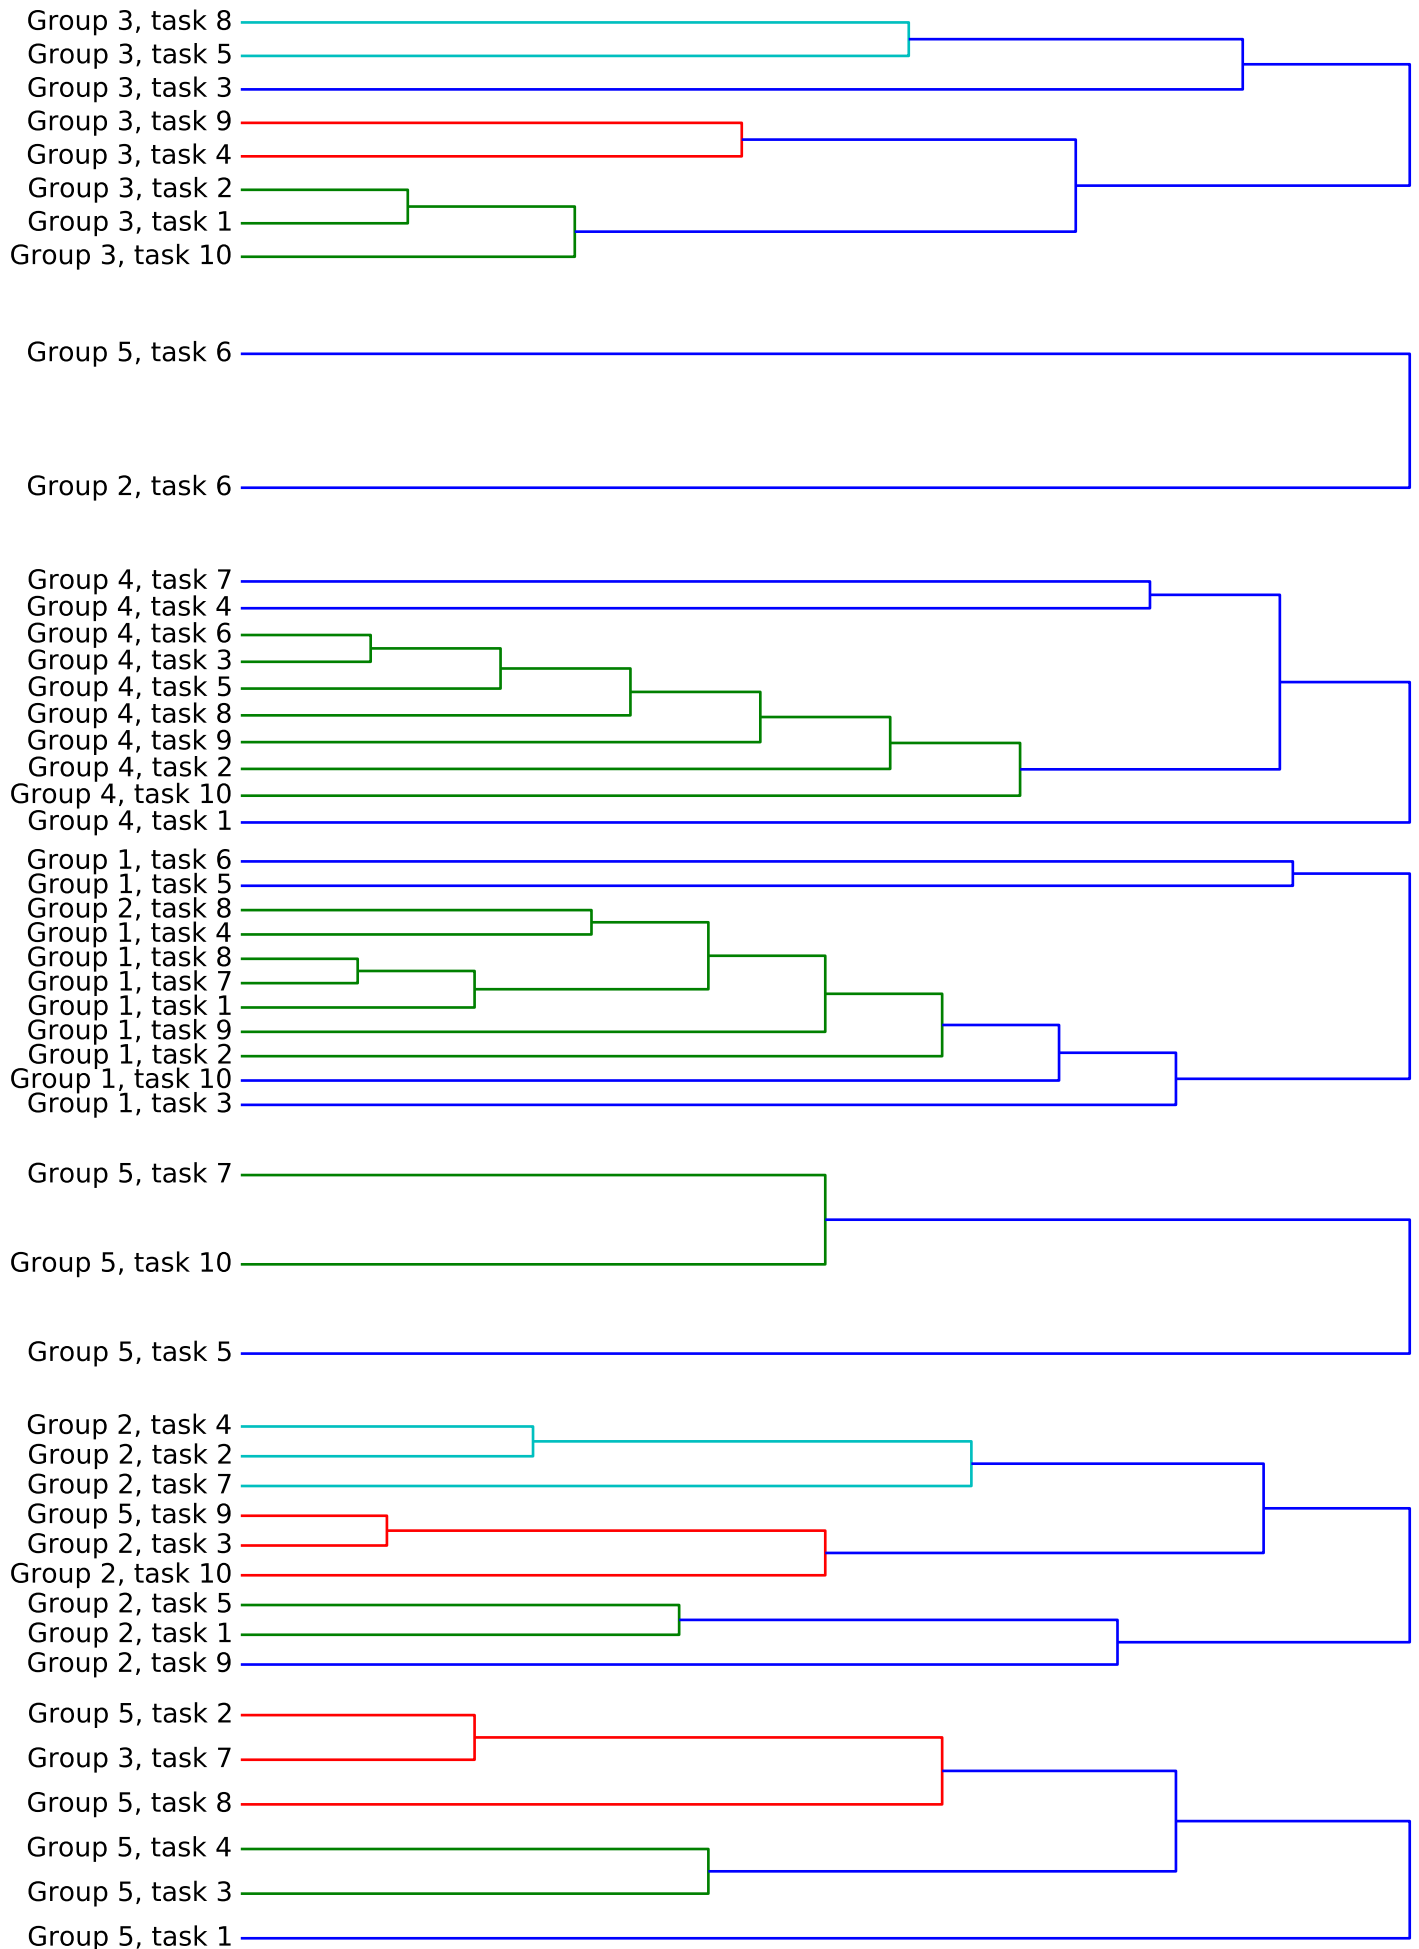 Group 3, task 8
Group 3, task 5
Group 3, task 3
Group 3, task 9
Group 3, task 4
Group 3, task 2
Group 3, task 1
Group 3, task 10
Group 5, task 6
Group 2, task 6
Group 4, task 7
Group 4, task 4
Group 4, task 6
Group 4, task 3
Group 4, task 5
Group 4, task 8
Group 4, task 9
Group 4, task 2
Group 4, task 10
Group 4, task 1
Group 1, task 6
Group 1, task 5
Group 2, task 8
Group 1, task 4
Group 1, task 8
Group 1, task 7
Group 1, task 1
Group 1, task 9
Group 1, task 2
Group 1, task 10
Group 1, task 3
Group 5, task 7
Group 5, task 10
Group 5, task 5
Group 2, task 4
Group 2, task 2
Group 2, task 7
Group 5, task 9
Group 2, task 3
Group 2, task 10
Group 2, task 5
Group 2, task 1
Group 2, task 9
Group 5, task 2
Group 3, task 7
Group 5, task 8
Group 5, task 4
Group 5, task 3
Group 5, task 1